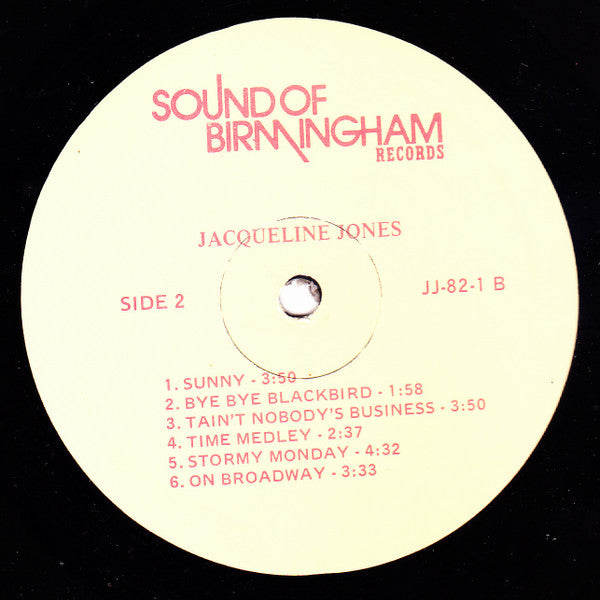 SOUND OF
BIRMINGHAM
RECORDS
JACQUELINE JONES
SIDE 2
JJ-82-1 B
1. SUNNY - 3:50
2. BYE BYE BLACKBIRD - 1:58
3. TAIN'T NOBODY'S BUSINESS - 3:50
4. TIME MEDLEY - 2:37
5. STORMY MONDAY - 4:32
6. ON BROADWAY - 3:33